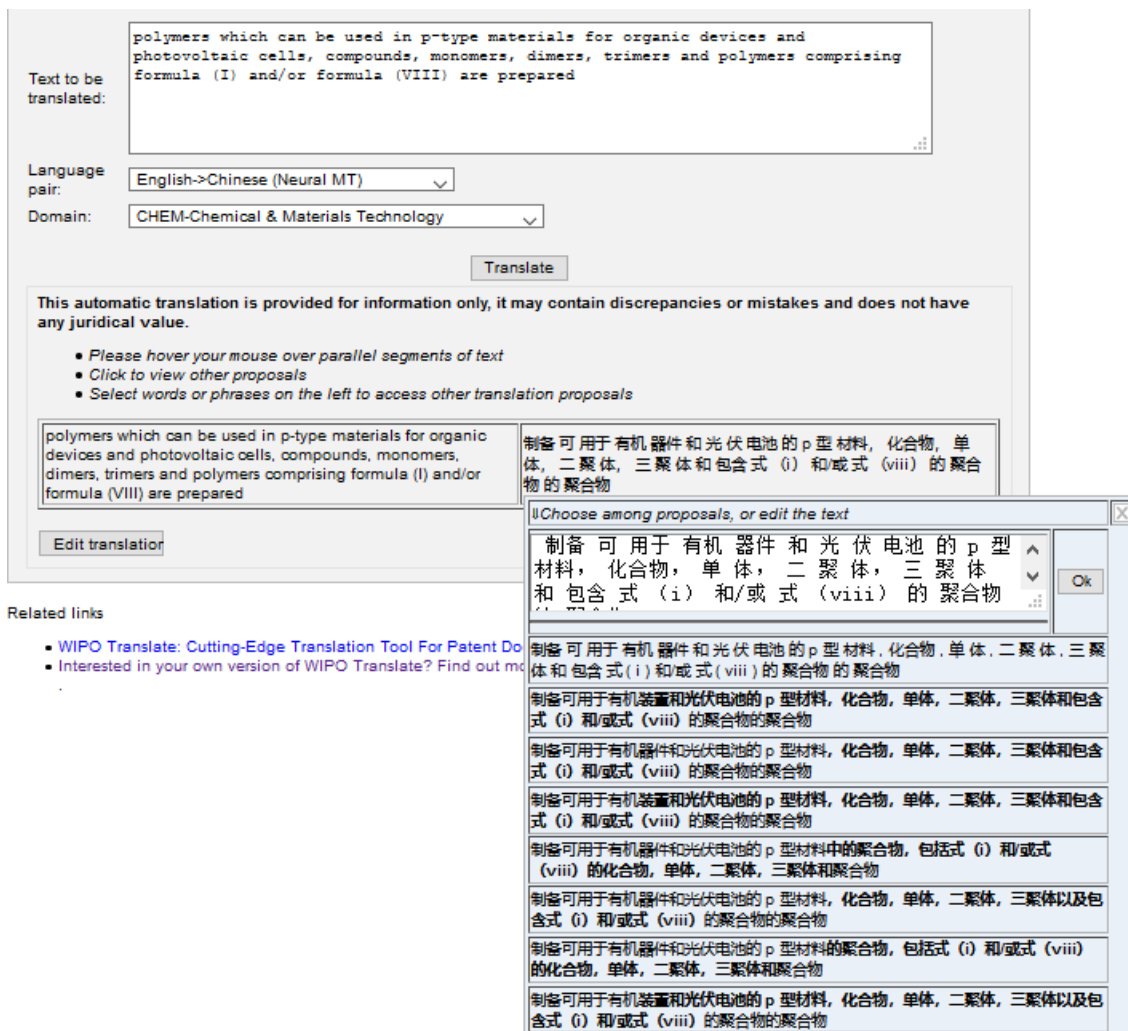 polymers which can be used in p-type materials for organic devices and
photovoltaic cells, compounds, monomers, dimers, trimers and polymers comprising
formula (I) and/or formula (VIII) are prepared
Text to be
translated:
Language
pair:
English->Chinese (Neural MT)
Domain:
CHEM-Chemical & Materials Technology
Translate
This automatic translation is provided for information only, it may contain discrepancies or mistakes and does not have
any juridical value.
Please hover your mouse over parallel segments of text
Click to view other proposals
Select words or phrases on the left to access other translation proposals
polymers which can be used in p-type materials for organic
devices and photovoltaic cells, compounds, monomers,
dimers, trimers and polymers comprising formula (I) and/or
formula (VIII) are prepared
制备 可 用于 有机 器件 和 光 伏 电池 的 p 型 材料, 化合物, 单
体, 二 聚 体, 三 聚 体 和 包含 式 (i) 和/或 式 (viii) 的 聚合
物 的 聚合物
Edit translation
⇓Choose among proposals, or edit the text
制备 可 用于 有机 器件 和 光 伏 电池 的 p 型
材料, 化合物, 单 体, 二 聚 体, 三 聚 体
和 包含 式 (i) 和/或 式 (viii) 的 聚合物
Ok
制备 可 用于 有机 器件 和 光 伏 电池 的 p 型 材料, 化合物, 单 体, 二 聚 体, 三 聚
体 和 包含 式 ( i ) 和/或 式 ( viii ) 的 聚合物 的 聚合物
制备可用于有机装置和光伏电池的 p 型材料, 化合物, 单体, 二聚体, 三聚体和包含
式 (i) 和/或式 (viii) 的聚合物的聚合物
制备可用于有机器件和光伏电池的 p 型材料, 化合物, 单体, 二聚体, 三聚体和包含
式 (i) 和/或式 (viii) 的聚合物的聚合物
制备可用于有机装置和光伏电池的 p 型材料, 化合物, 单体, 二聚体, 三聚体和包含
式 (i) 和/或式 (viii) 的聚合物的聚合物
制备可用于有机器件和光伏电池的 p 型材料中的聚合物, 包括式 (i) 和/或式
(viii) 的化合物, 单体, 二聚体, 三聚体和聚合物
制备可用于有机器件和光伏电池的 p 型材料, 化合物, 单体, 二聚体, 三聚体以及包
含式 (i) 和/或式 (viii) 的聚合物的聚合物
制备可用于有机器件和光伏电池的 p 型材料的聚合物, 包括式 (i) 和/或式 (viii)
的化合物, 单体, 二聚体, 三聚体和聚合物
制备可用于有机装置和光伏电池的 p 型材料, 化合物, 单体, 二聚体, 三聚体以及包
含式 (i) 和/或式 (viii) 的聚合物的聚合物
Related links
WIPO Translate: Cutting-Edge Translation Tool For Patent Do
Interested in your own version of WIPO Translate? Find out mo